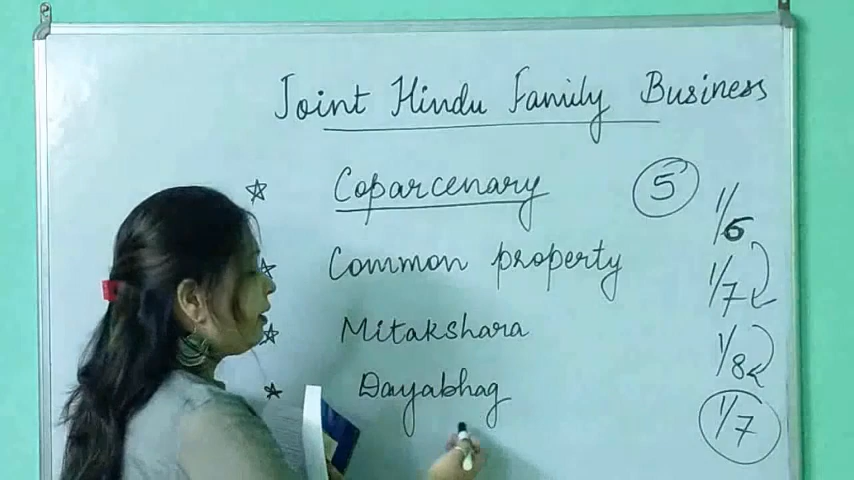 Joint Hindu Family Business
Coparcenary
5
1/6
Common property
1/7
Mitakshara
1/8
Dayabhag
1/7